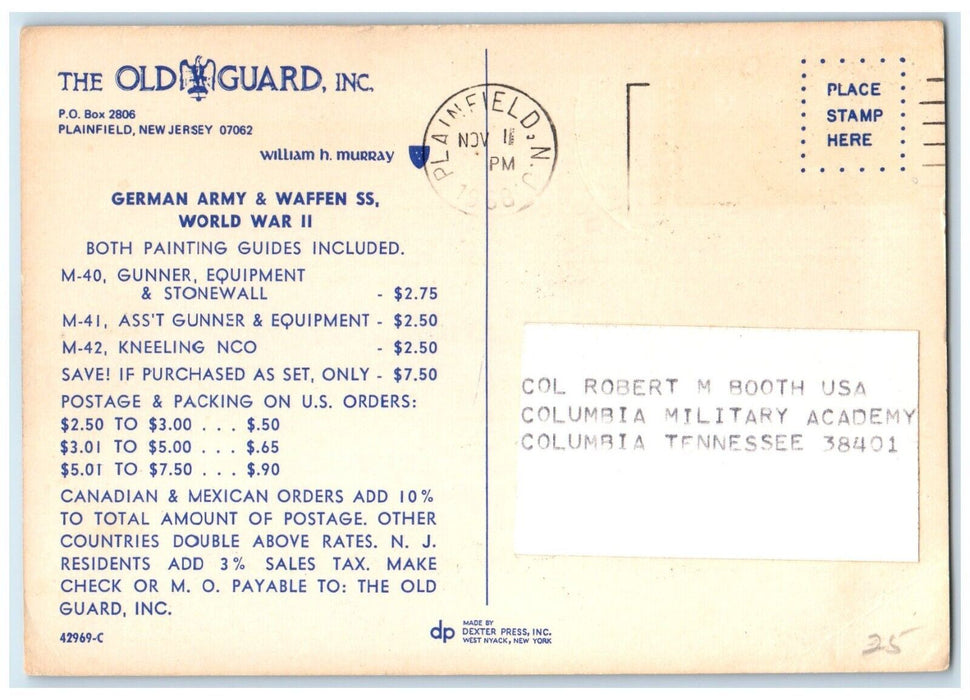 THE OLD GUARD, INC.
P.O. Box 2806
PLAINFIELD, NEW JERSEY 07062
william h. murray
GERMAN ARMY & WAFFEN SS,
WORLD WAR II
BOTH PAINTING GUIDES INCLUDED.
M-40, GUNNER, EQUIPMENT
& STONEWALL - $2.75
M-41, ASS'T GUNNER & EQUIPMENT - $2.50
M-42, KNEELING NCO - $2.50
SAVE! IF PURCHASED AS SET, ONLY - $7.50
POSTAGE & PACKING ON U.S. ORDERS:
$2.50 TO $3.00 . . . $.50
$3.01 TO $5.00 . . . $.65
$5.01 TO $7.50 . . . $.90
CANADIAN & MEXICAN ORDERS ADD 10%
TO TOTAL AMOUNT OF POSTAGE. OTHER
COUNTRIES DOUBLE ABOVE RATES. N. J.
RESIDENTS ADD 3% SALES TAX. MAKE
CHECK OR M. O. PAYABLE TO: THE OLD
GUARD, INC.
42969-C
dp
MADE BY
DEXTER PRESS, INC.
WEST NYACK, NEW YORK
PLAINFIELD, N.J.
NOV
PM
PLACE
STAMP
HERE
COL ROBERT M BOOTH USA
COLUMBIA MILITARY ACADEMY
COLUMBIA TENNESSEE 38401
25